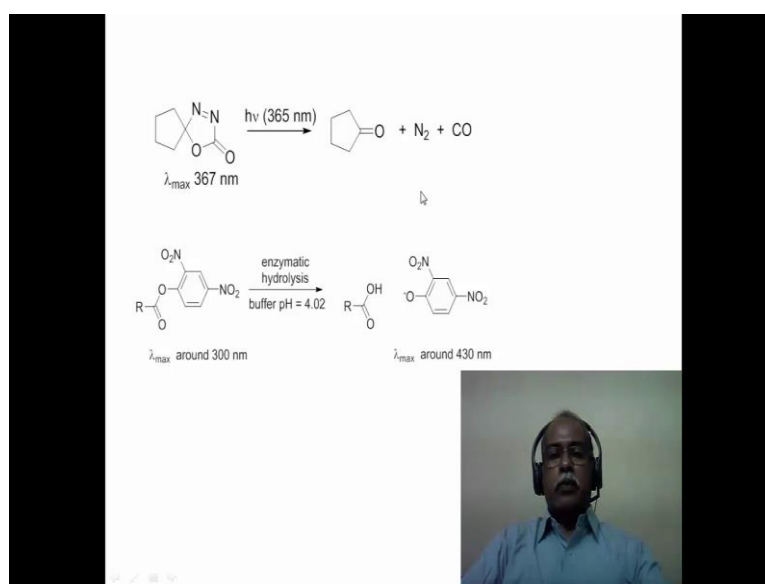 N=N
hν (365 nm)
O
O
O + N₂ + CO
λmax 367 nm
O₂N
O
NO₂
R
O
enzymatic
hydrolysis
buffer pH = 4.02
OH
R
O
O₂N
⁻O
NO₂
λmax around 300 nm
λmax around 430 nm